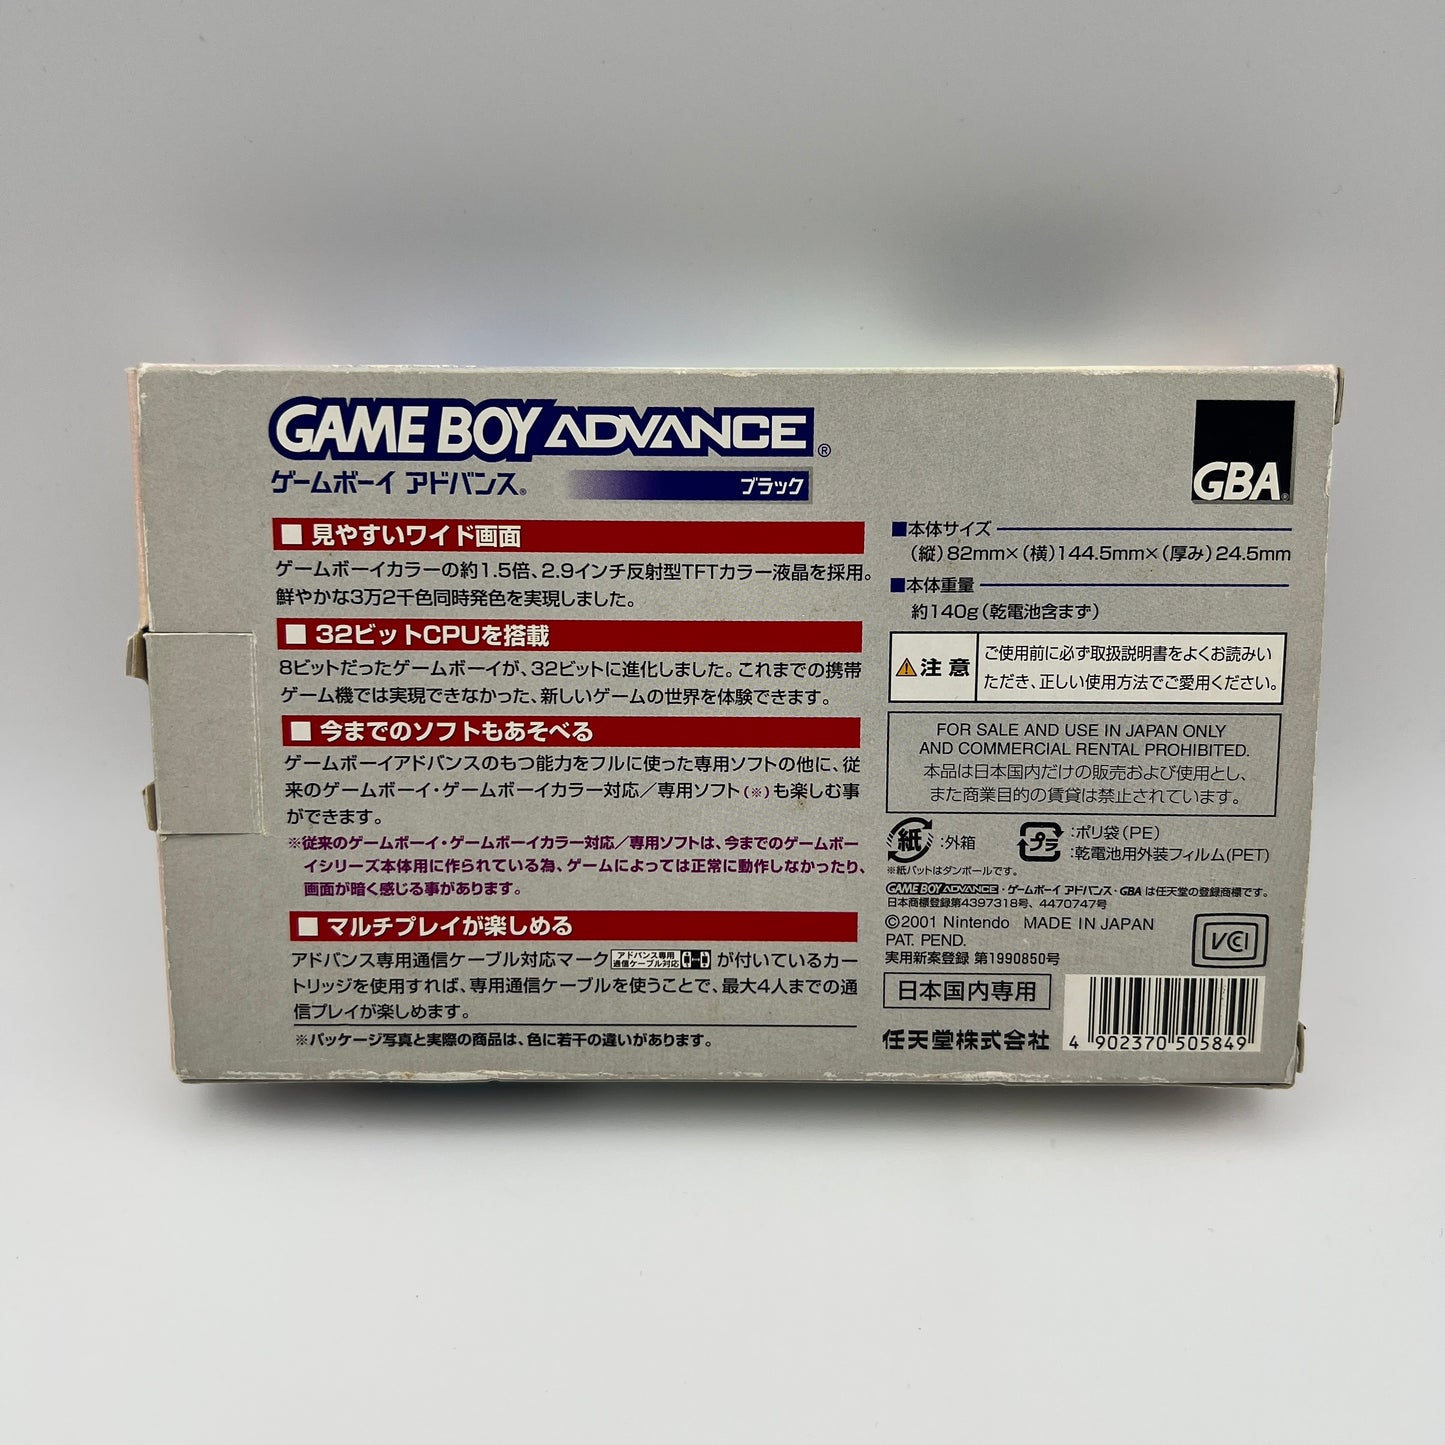 GAME BOY ADVANCE®
ゲームボーイ アドバンス®
ブラック
GBA®
■ 見やすいワイド画面
ゲームボーイカラーの約1.5倍、2.9インチ反射型TFTカラー液晶を採用。
鮮やかな3万2千色同時発色を実現しました。
■ 32ビットCPUを搭載
8ビットだったゲームボーイが、32ビットに進化しました。これまでの携帯
ゲーム機では実現できなかった、新しいゲームの世界を体験できます。
■ 今までのソフトもあそべる
ゲームボーイアドバンスのもつ能力をフルに使った専用ソフトの他に、従
来のゲームボーイ・ゲームボーイカラー対応／専用ソフト(※)も楽しむ事
ができます。
※従来のゲームボーイ・ゲームボーイカラー対応／専用ソフトは、今までのゲームボー
イシリーズ本体用に作られている為、ゲームによっては正常に動作しなかったり、
画面が暗く感じる事があります。
■ マルチプレイが楽しめる
アドバンス専用通信ケーブル対応マーク アドバンス専用 通信ケーブル対応 が付いているカー
トリッジを使用すれば、専用通信ケーブルを使うことで、最大4人までの通
信プレイが楽しめます。
※パッケージ写真と実際の商品は、色に若干の違いがあります。
■本体サイズ
(縦)82mm×(横)144.5mm×(厚み)24.5mm
■本体重量
約140g(乾電池含まず)
注意
ご使用前に必ず取扱説明書をよくお読みい
ただき、正しい使用方法でご愛用ください。
FOR SALE AND USE IN JAPAN ONLY
AND COMMERCIAL RENTAL PROHIBITED.
本品は日本国内だけの販売および使用とし、
また商業目的の賃貸は禁止されています。
紙 :外箱
※紙パットはダンボールです。
プラ :ポリ袋(PE)
:乾電池用外装フィルム(PET)
GAME BOY ADVANCE・ゲームボーイ アドバンス・GBA は任天堂の登録商標です。
日本商標登録第4397318号、4470747号
©2001 Nintendo MADE IN JAPAN
PAT. PEND.
実用新案登録 第1990850号
VCI
日本国内専用
任天堂株式会社
4 902370 505849